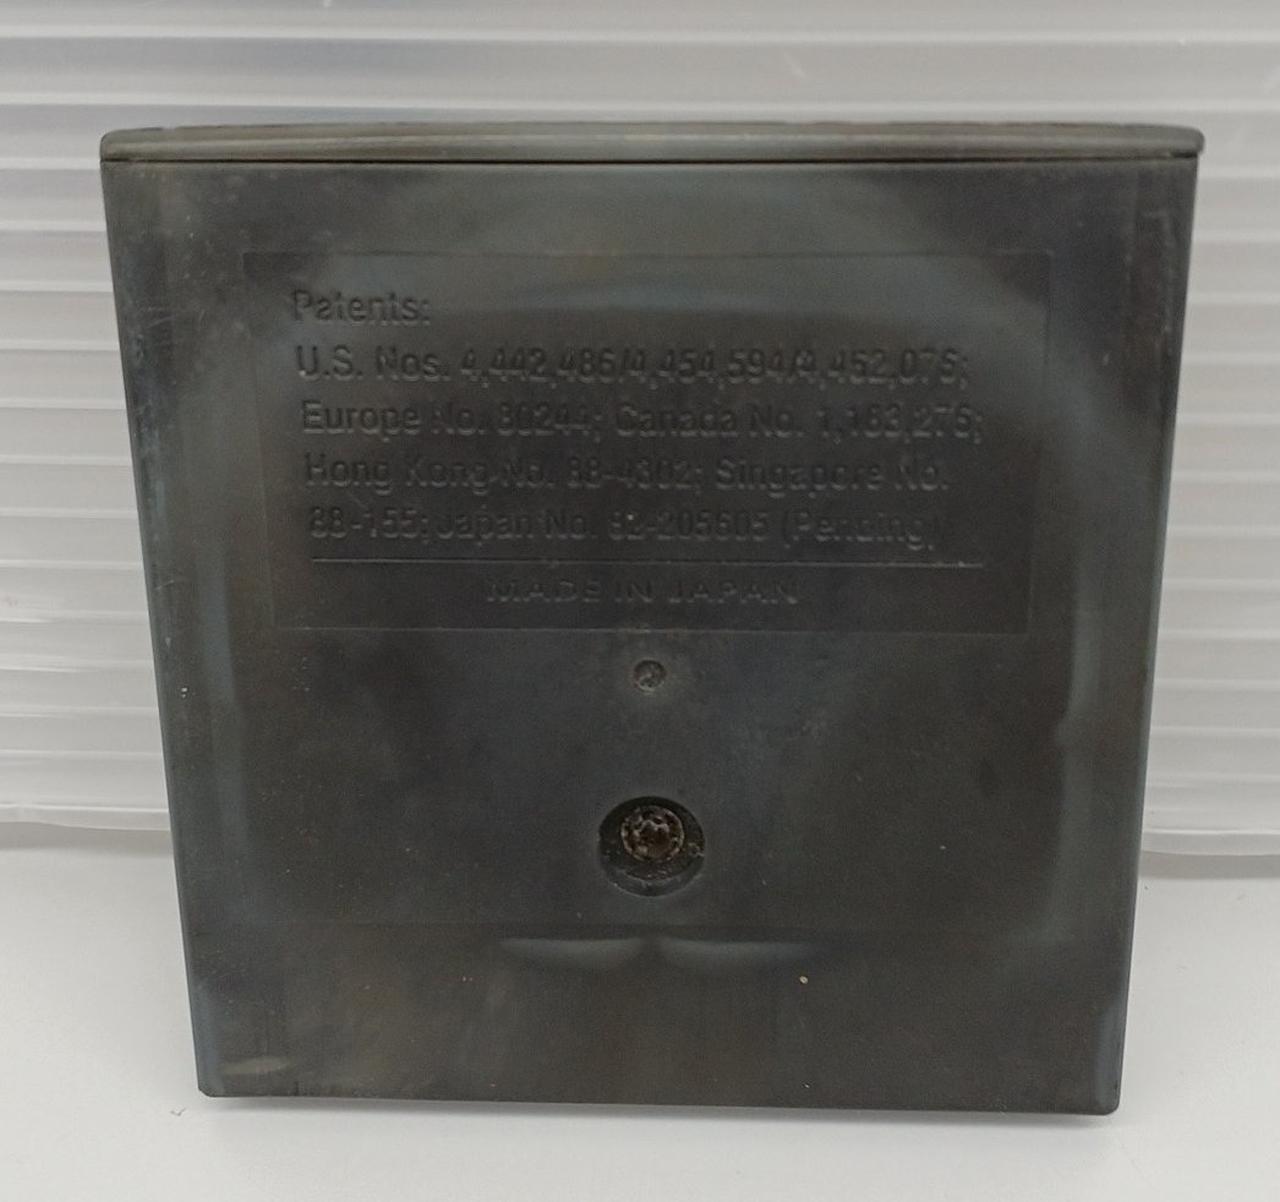 Patents:
U.S. Nos. 4,442,486/4,454,594/4,462,076;
Europe No. 80244; Canada No. 1,183,276;
Hong Kong No. 88-4302; Singapore No.
88-155; Japan No. 82-205605 (Pending)
MADE IN JAPAN